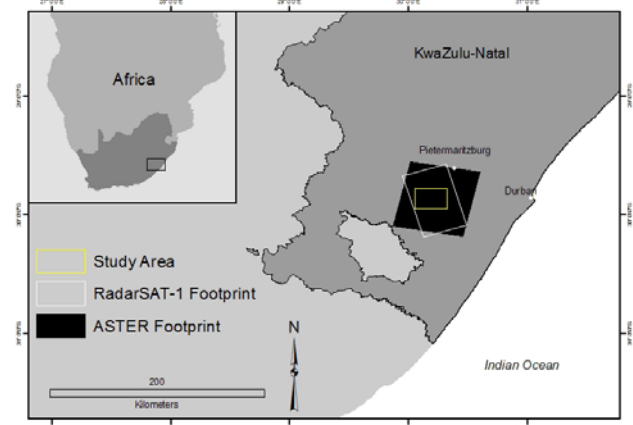 Africa
KwaZulu-Natal
Pietermaritzburg
Durban
Study Area
RadarSAT-1 Footprint
ASTER Footprint
N
200
Kilometers
Indian Ocean